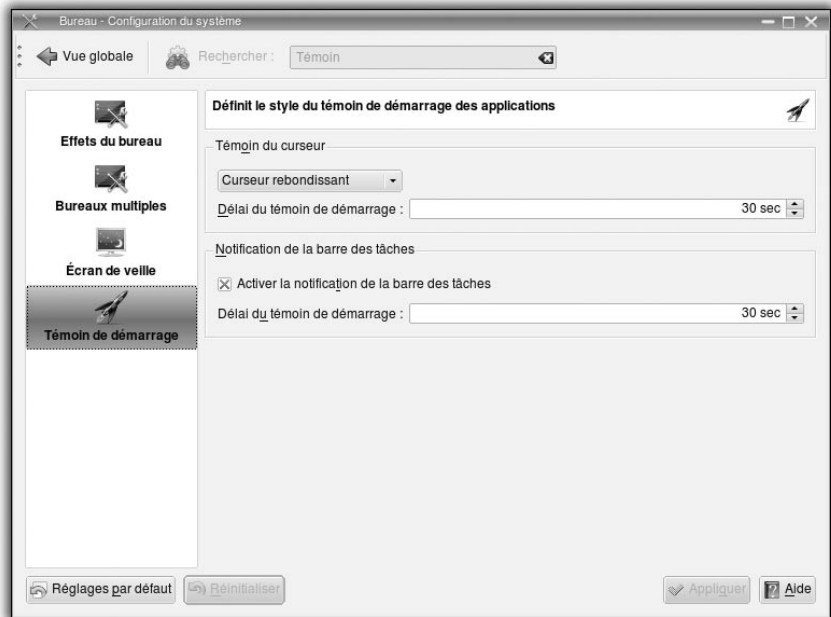 Bureau - Configuration du système
Vue globale
Rechercher :
Témoin
Effets du bureau
Bureaux multiples
Écran de veille
Témoin de démarrage
Définit le style du témoin de démarrage des applications
Témoin du curseur
Curseur rebondissant
Délai du témoin de démarrage :
30 sec
Notification de la barre des tâches
Activer la notification de la barre des tâches
Délai du témoin de démarrage :
30 sec
Réglages par défaut
Réinitialiser
Appliquer
Aide